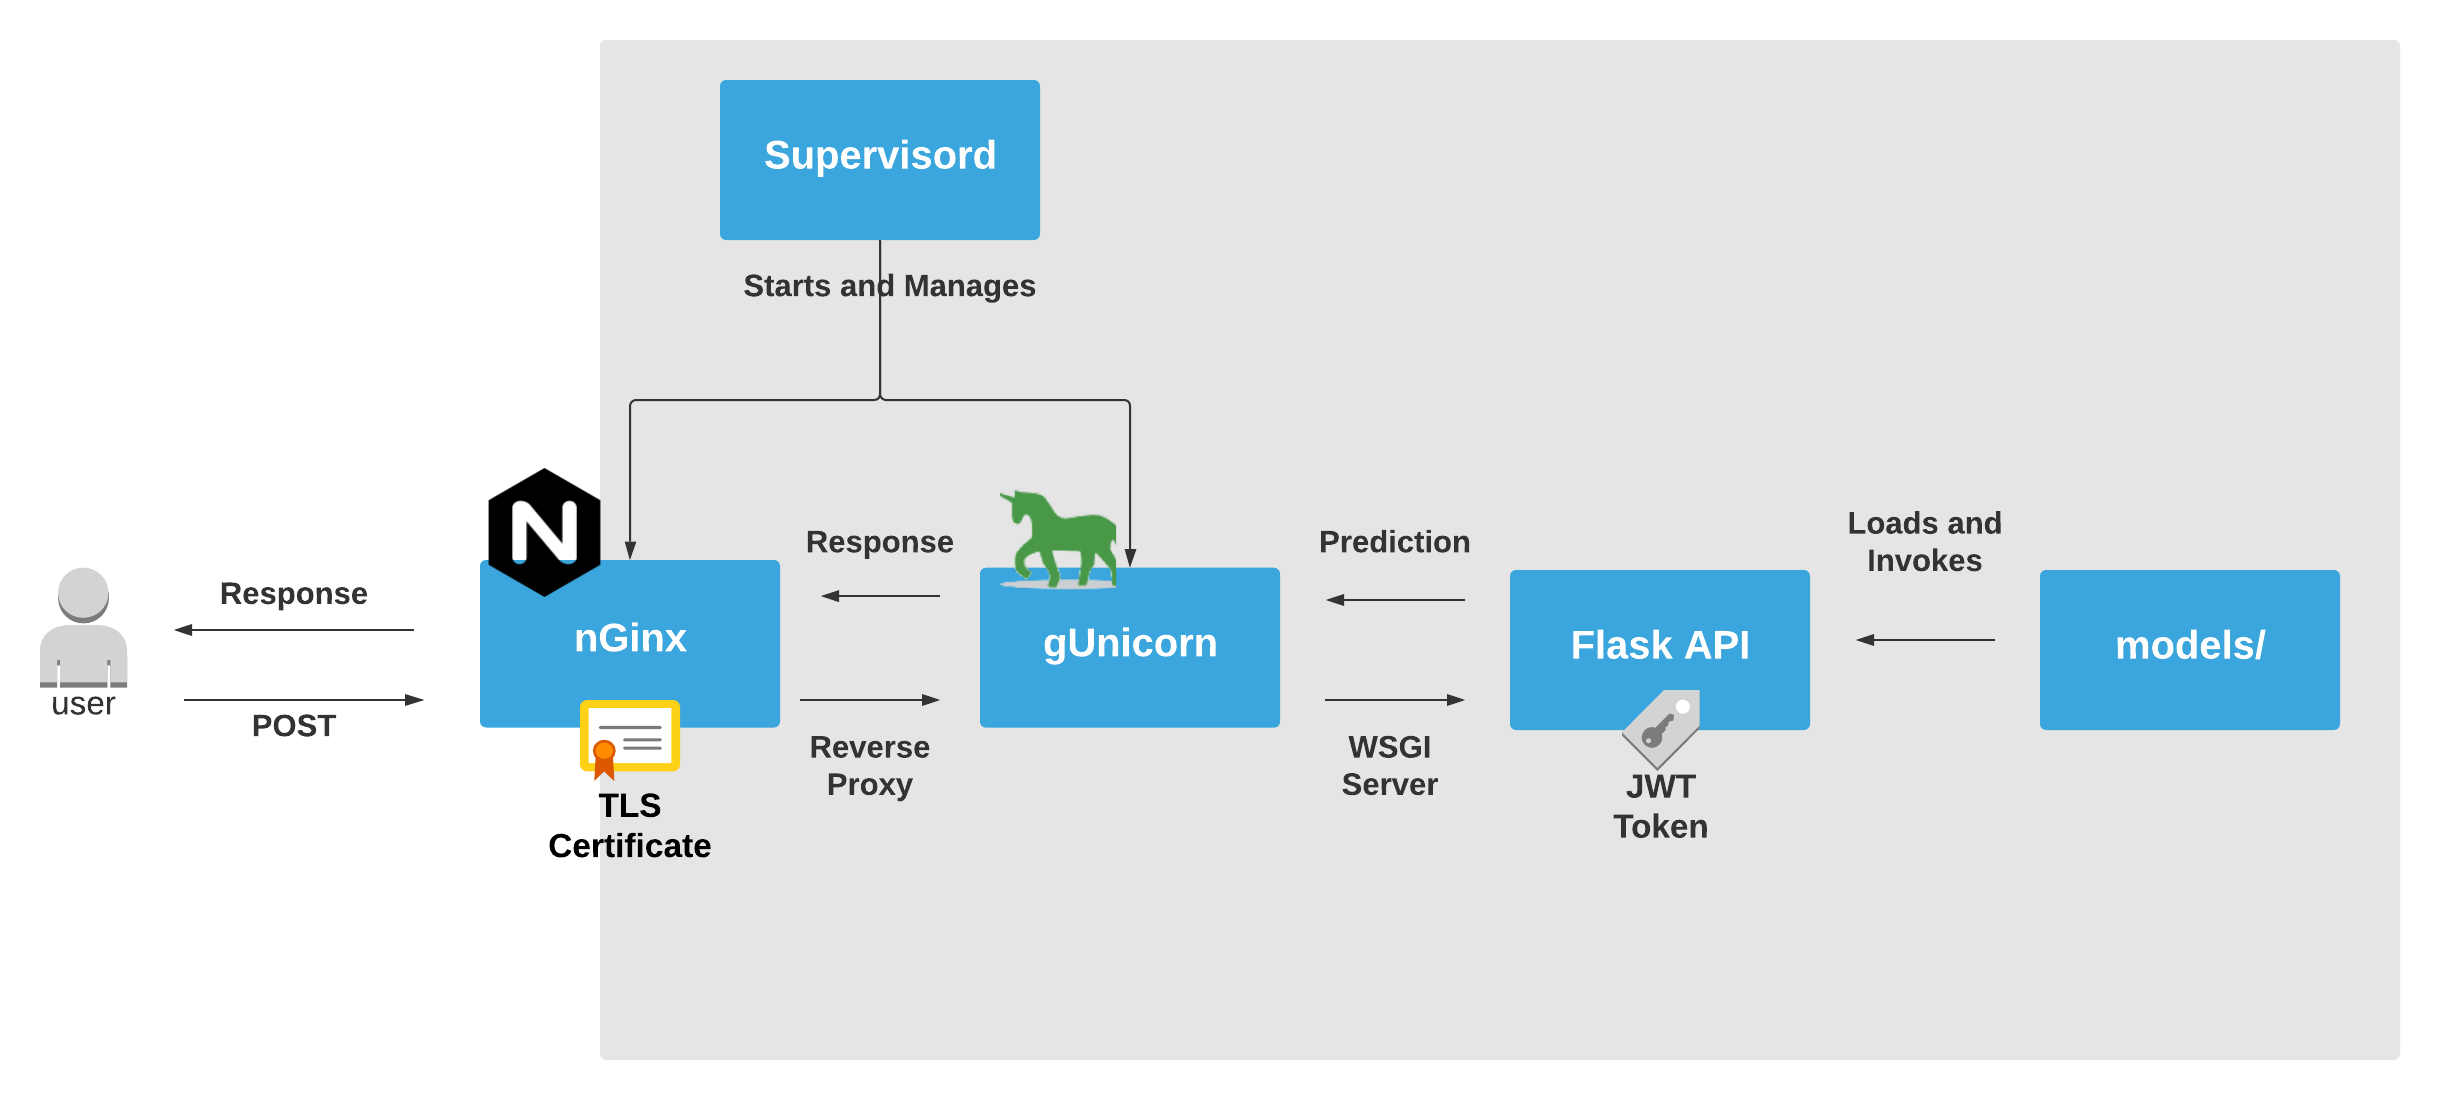 Supervisord
Starts and Manages
Response
POST
user
nGinx
TLS
Certificate
Response
Reverse
Proxy
gUnicorn
Prediction
WSGI
Server
Flask API
JWT
Token
Loads and
Invokes
models/